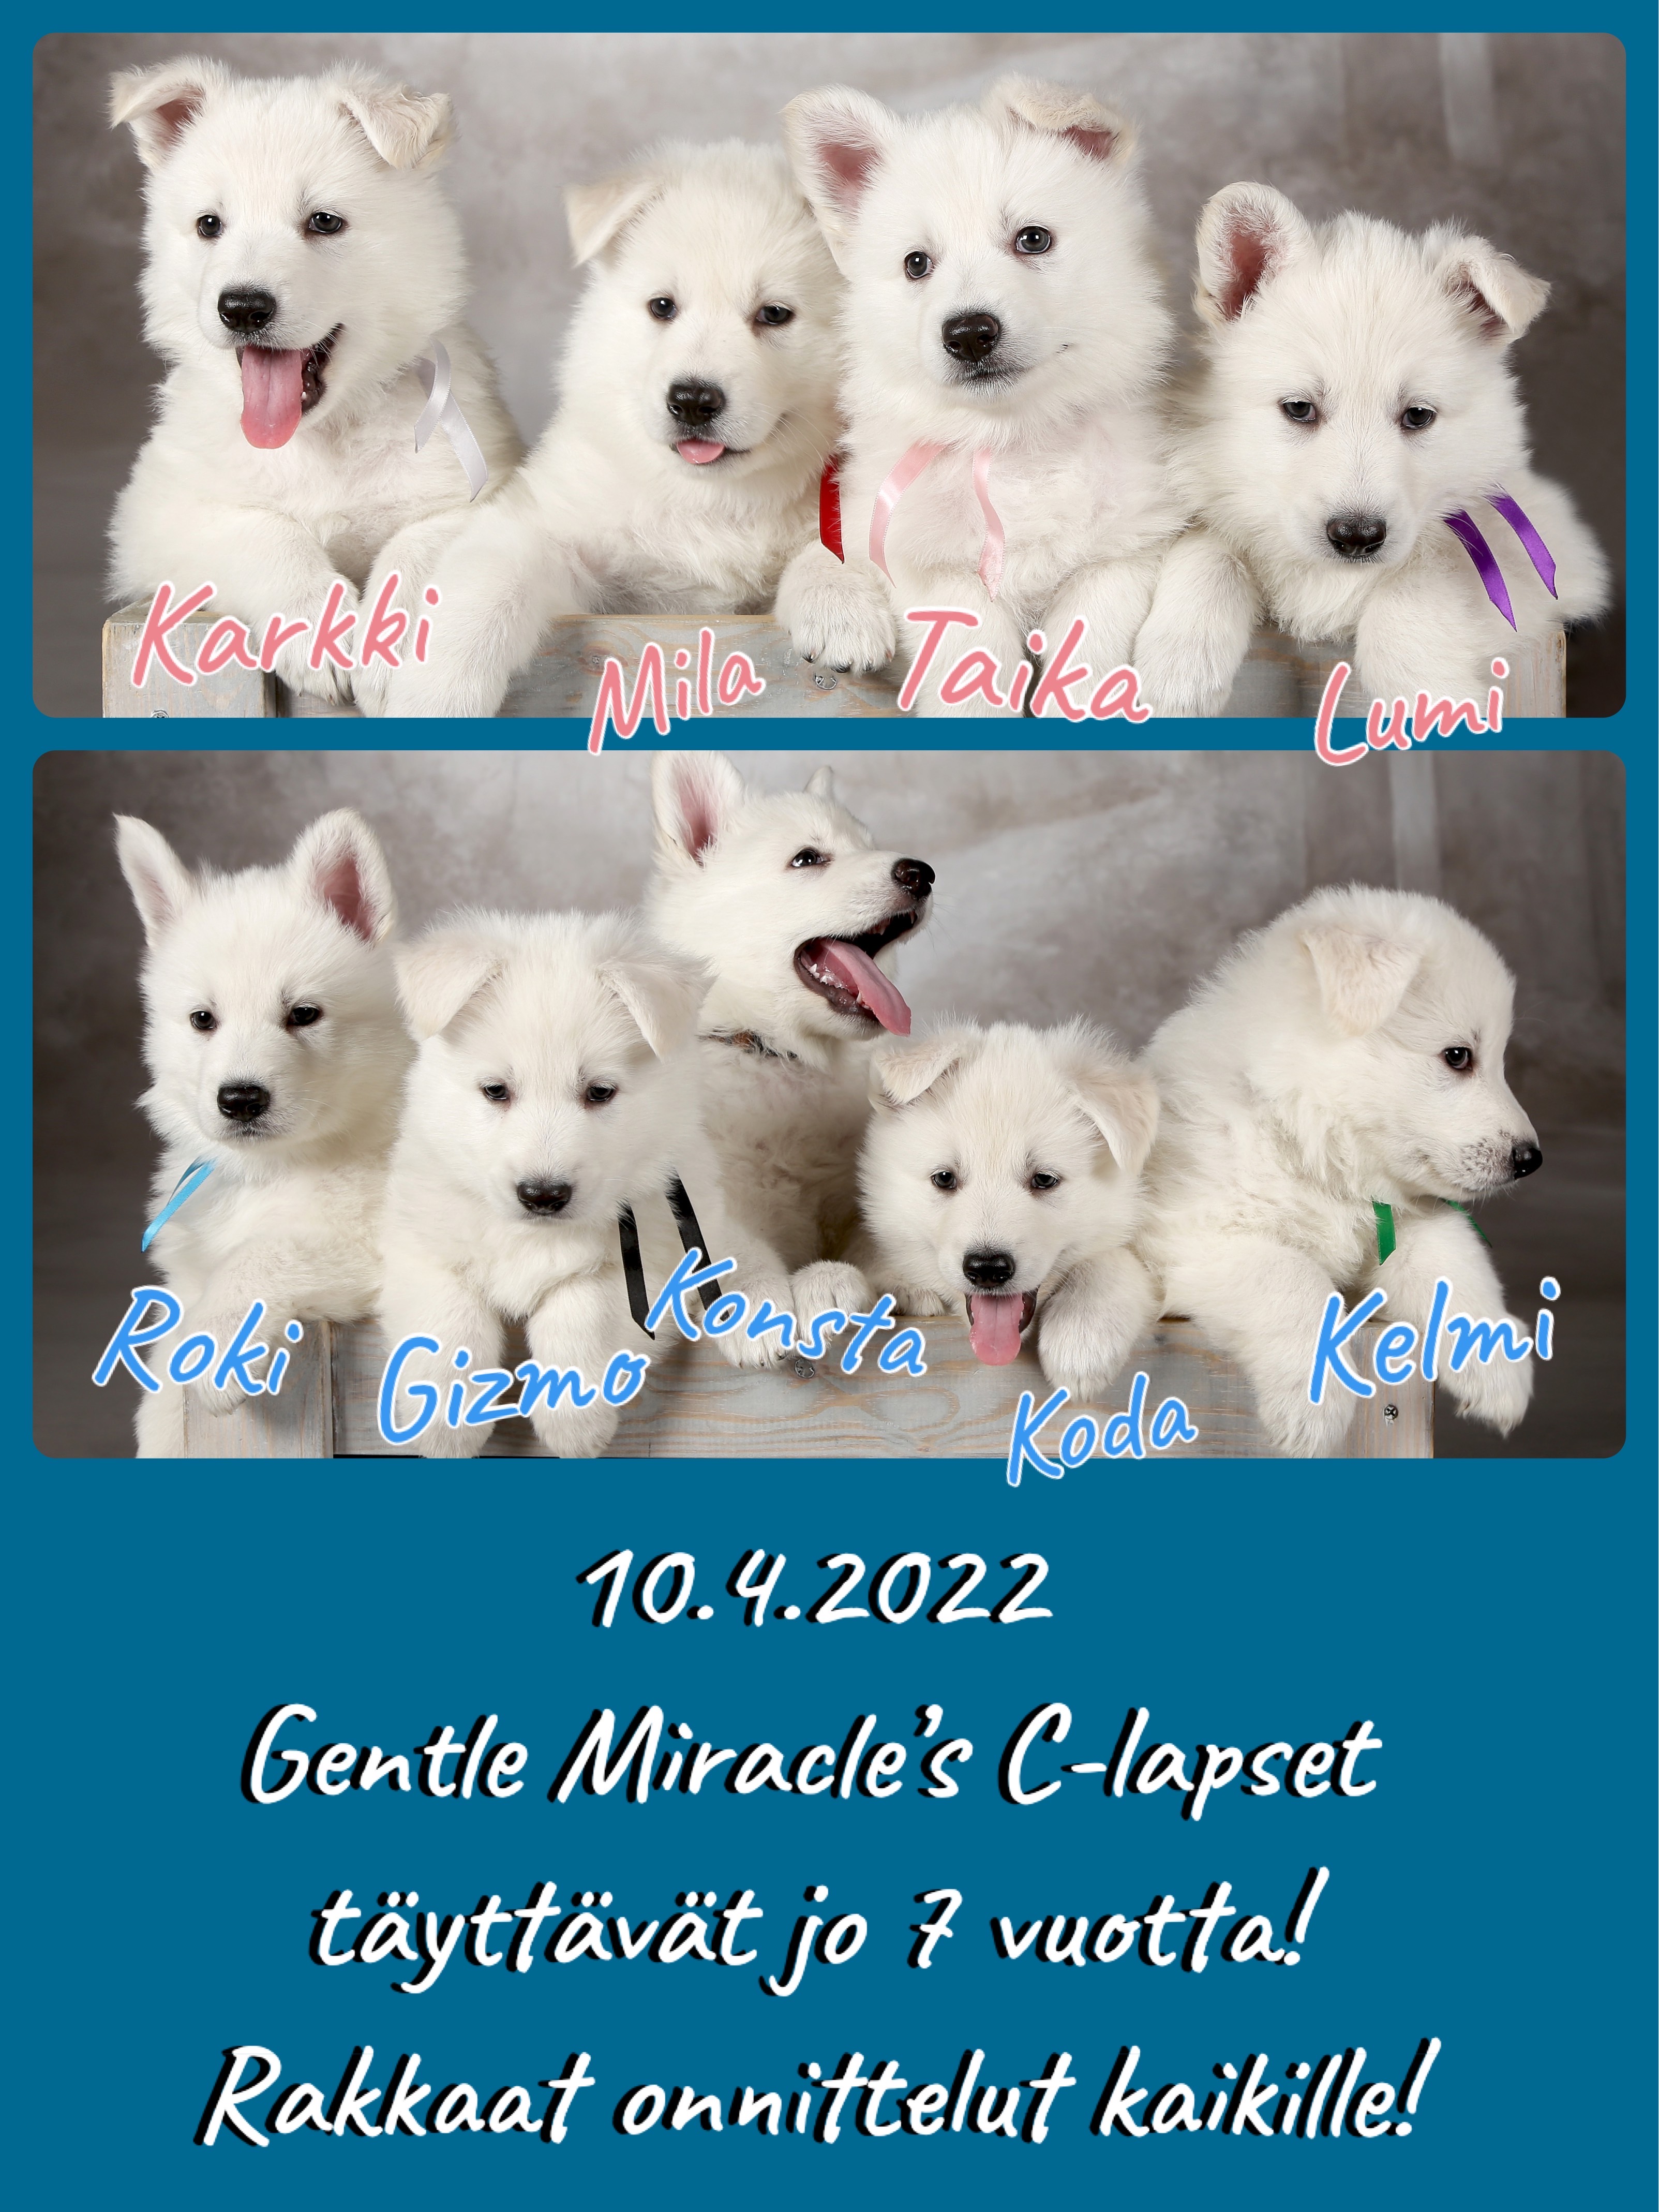 Karkki
Mila
Taika
Lumi
Roki
Gizmo
Konsta
Koda
Kelmi
10.4.2022
Gentle Miracle's C-lapset
täyttävät jo 7 vuotta!
Rakkaat onnittelut kaikille!